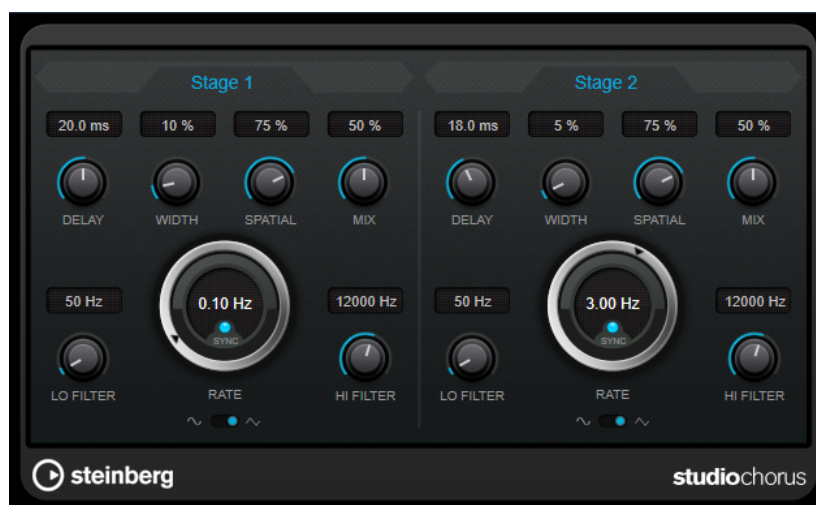 Stage 1
20.0 ms 10 % 75 % 50 %
DELAY WIDTH SPATIAL MIX
50 Hz 0.10 Hz 12000 Hz
SYNC
LO FILTER RATE HI FILTER
Stage 2
18.0 ms 5 % 75 % 50 %
DELAY WIDTH SPATIAL MIX
50 Hz 3.00 Hz 12000 Hz
SYNC
LO FILTER RATE HI FILTER
steinberg
studiochorus